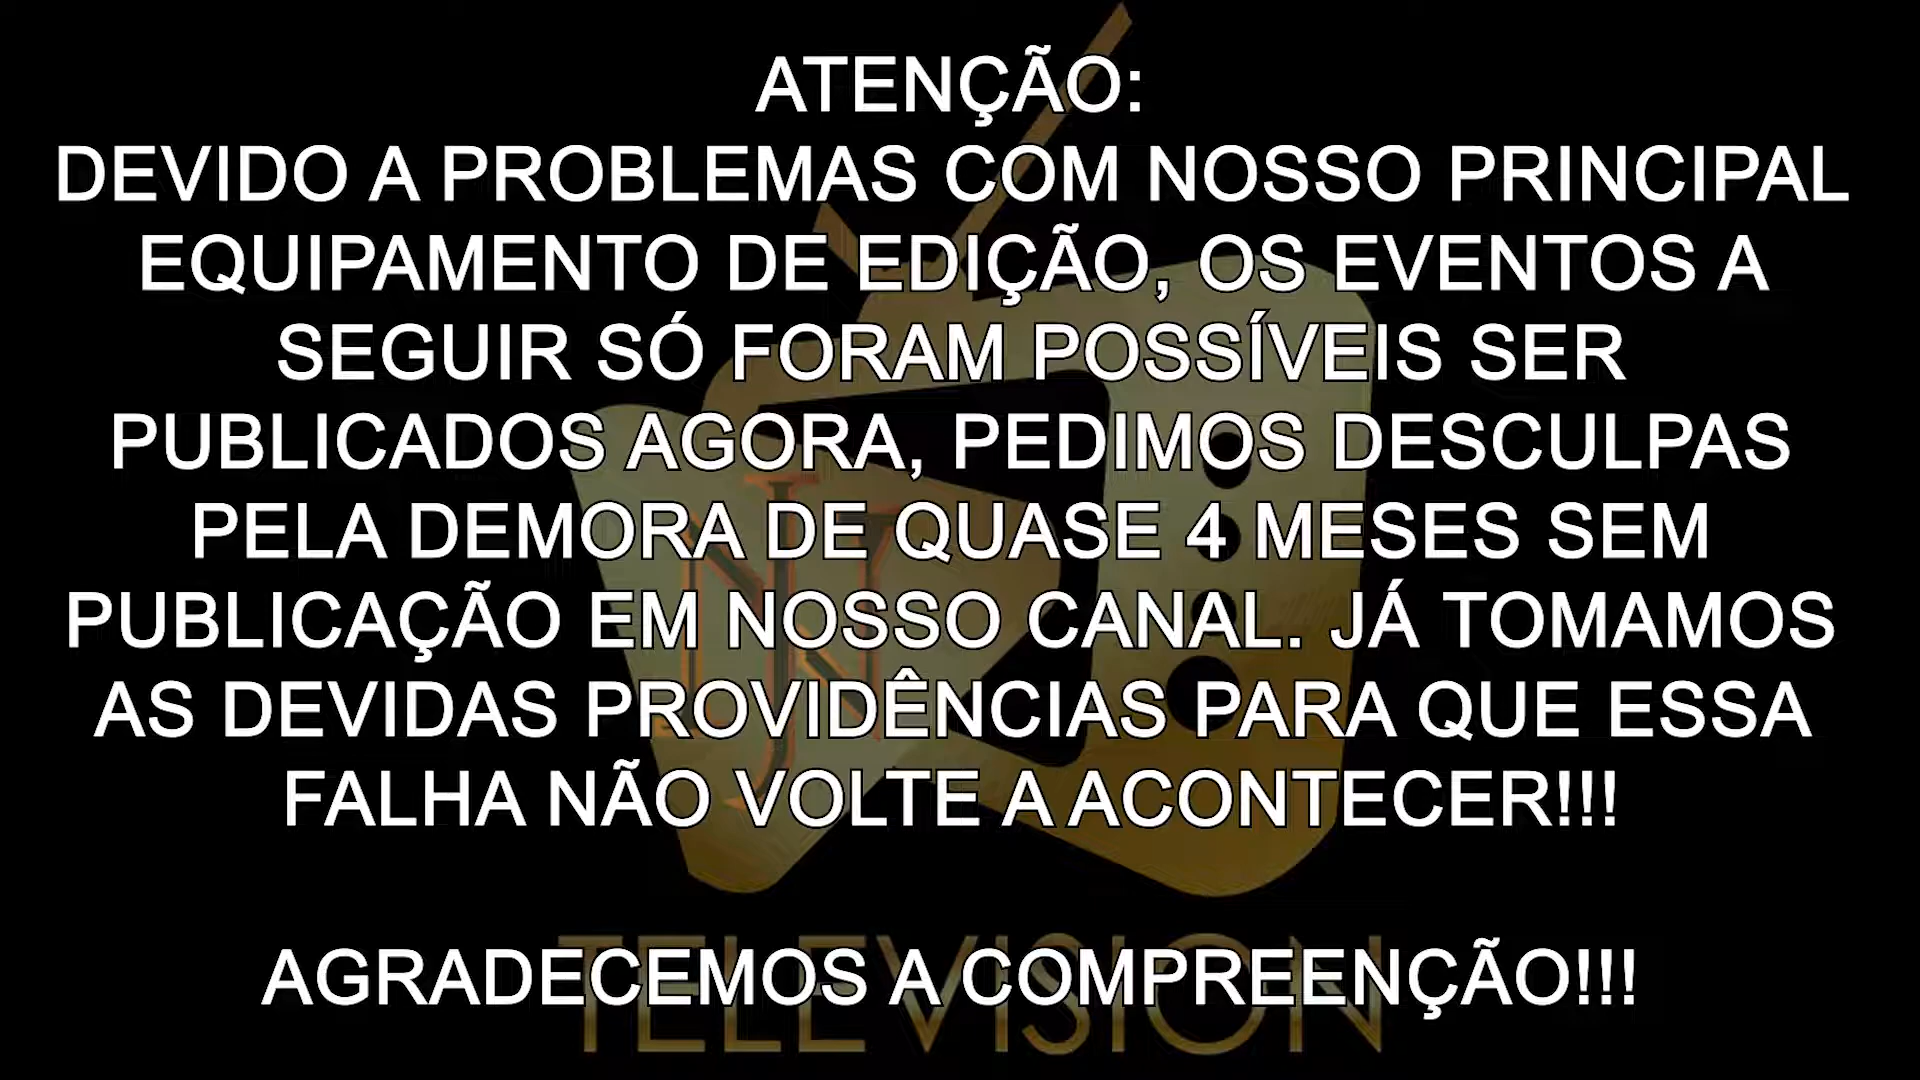 ATENÇÃO:
DEVIDO A PROBLEMAS COM NOSSO PRINCIPAL
EQUIPAMENTO DE EDIÇÃO, OS EVENTOS A
SEGUIR SÓ FORAM POSSÍVEIS SER
PUBLICADOS AGORA, PEDIMOS DESCULPAS
PELA DEMORA DE QUASE 4 MESES SEM
PUBLICAÇÃO EM NOSSO CANAL. JÁ TOMAMOS
AS DEVIDAS PROVIDÊNCIAS PARA QUE ESSA
FALHA NÃO VOLTE A ACONTECER!!!
AGRADECEMOS A COMPREENÇÃO!!!
TELEVISION